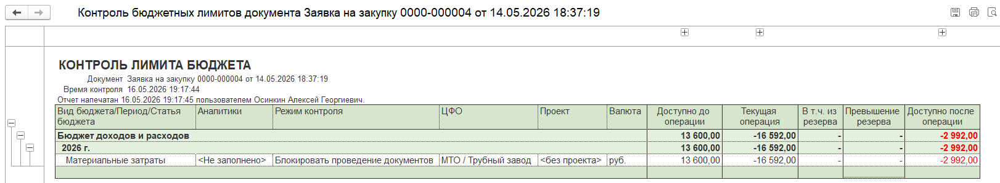 Контроль бюджетных лимитов документа Заявка на закупку 0000-000004 от 14.05.2026 18:37:19
КОНТРОЛЬ ЛИМИТА БЮДЖЕТА
Документ Заявка на закупку 0000-000004 от 14.05.2026 18:37:19
Время контроля 16.05.2026 19:17:44
Отчет напечатан 16.05.2026 19:17:45 пользователем Осинкин Алексей Георгиевич.
Вид бюджета/Период/Статья бюджета Аналитики Режим контроля ЦФО Проект Валюта Доступно до операции Текущая операция В т.ч. из резерва Превышение резерва Доступно после операции
Бюджет доходов и расходов 13 600,00 -16 592,00 - - -2 992,00
2026 г. 13 600,00 -16 592,00 - - -2 992,00
Материальные затраты <Не заполнено> Блокировать проведение документов МТО / Трубный завод <без проекта> руб. 13 600,00 -16 592,00 - - -2 992,00